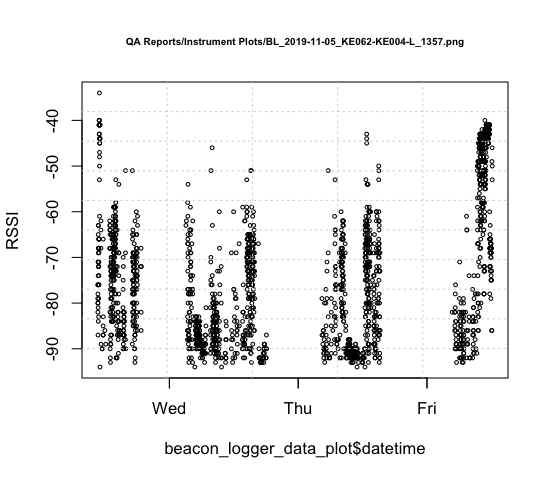 QA Reports/Instrument Plots/BL_2019-11-05_KE062-KE004-L_1357.png
-40
-50
-60
-70
-80
-90
RSSI
Wed Thu Fri
beacon_logger_data_plot$datetime